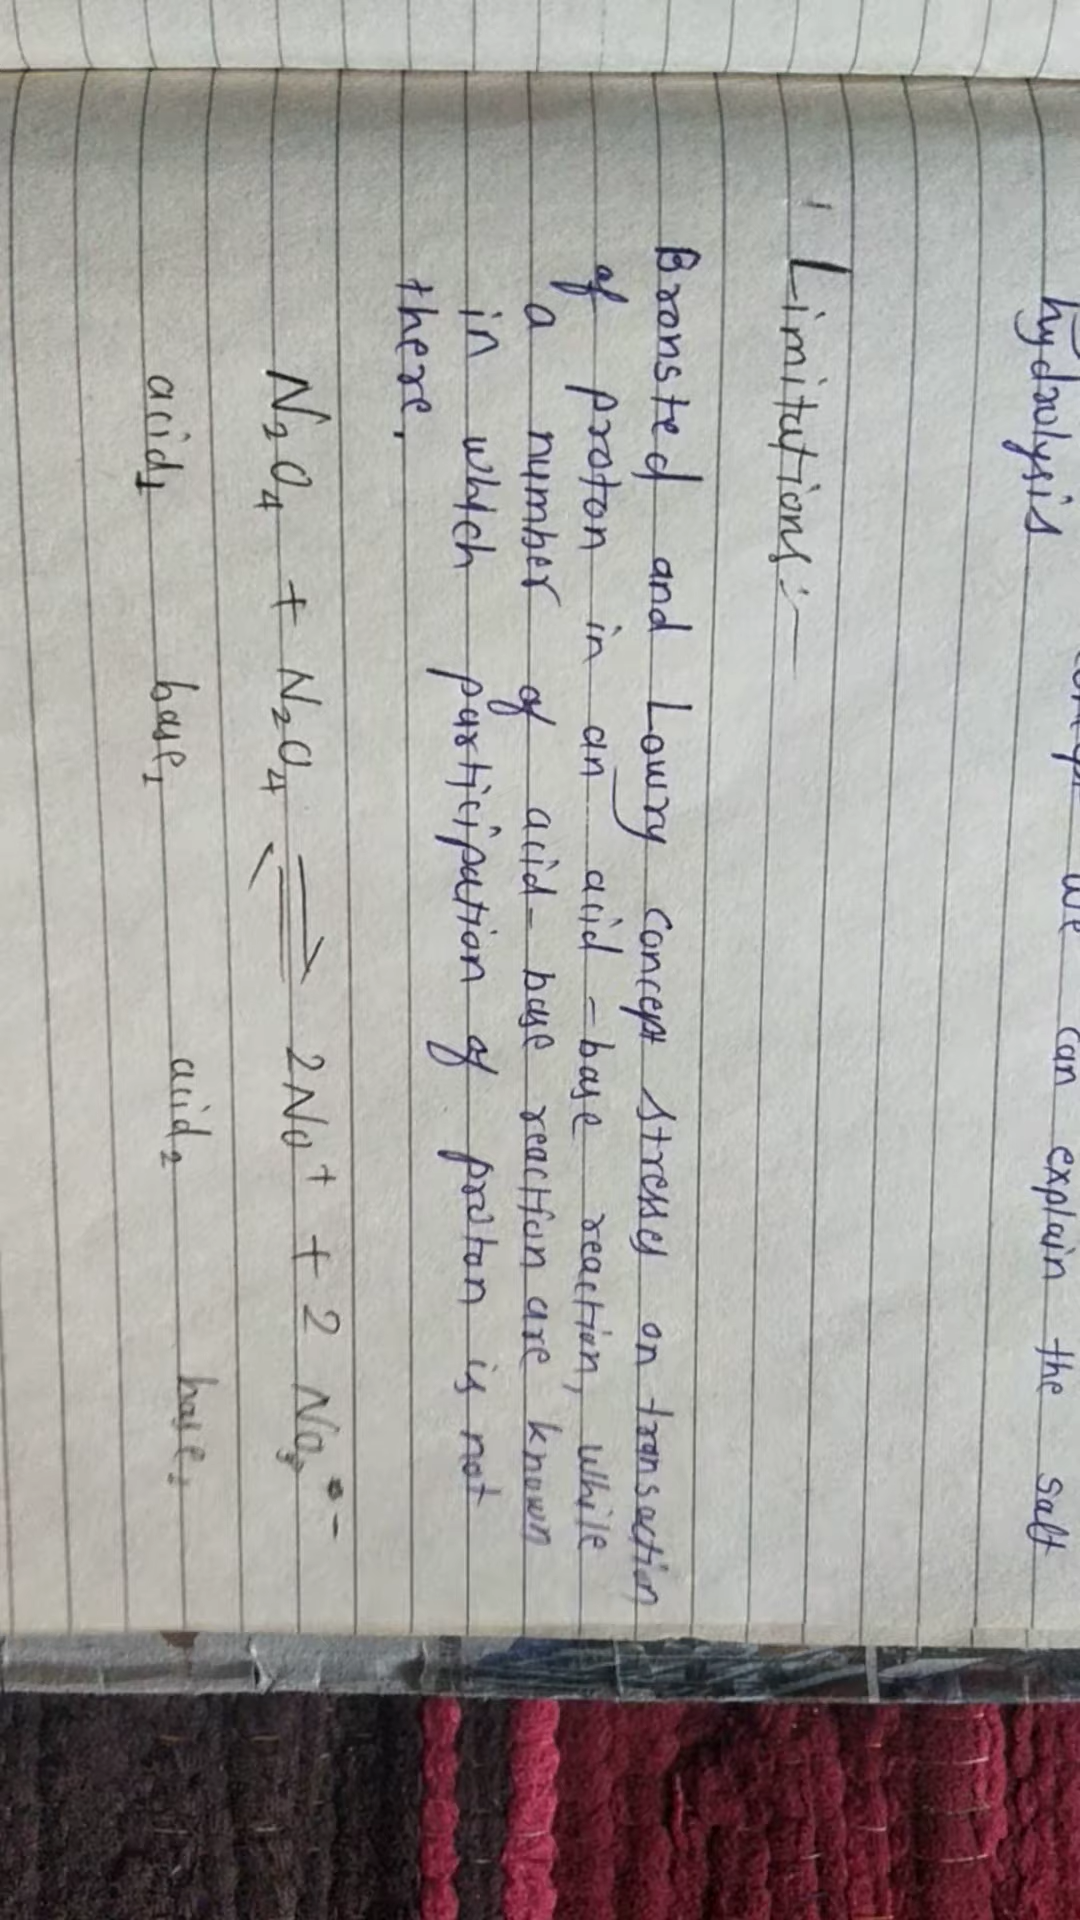 we can explain the salt
hydrolysis
Limitations :-
Bronsted and Lowry concept stresses on transaction
of proton in an acid - base reaction, while
a number of acid - base reaction are known
in which participation of proton is not
there.
N₂O₄ + N₂O₄ ⇌ 2NO⁺ + 2 NO₃⁻
acid₁ base₁ acid₂ base₂